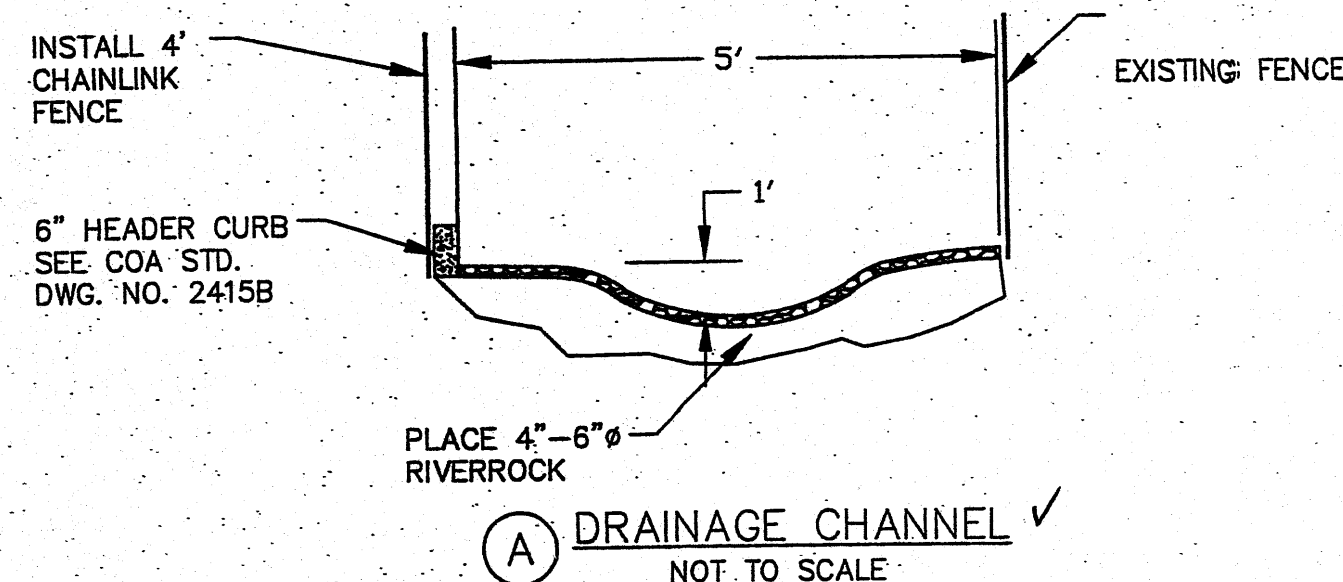 INSTALL 4'
CHAINLINK
FENCE
5'
EXISTING FENCE
1'
6" HEADER CURB
SEE COA STD.
DWG. NO. 2415B
PLACE 4"-6"ø
RIVERROCK
A DRAINAGE CHANNEL ✓
NOT TO SCALE